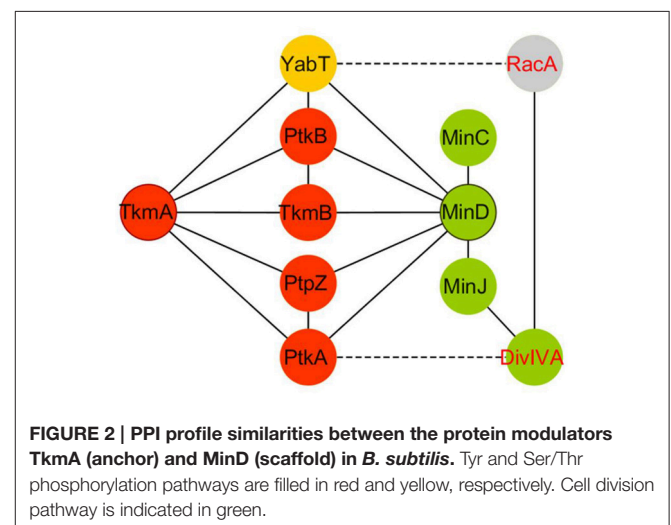 YabT
RacA
PtkB
MinC
TkmA
TkmB
MinD
PtpZ
MinJ
PtkA
DivIVA
FIGURE 2 | PPI profile similarities between the protein modulators
TkmA (anchor) and MinD (scaffold) in B. subtilis. Tyr and Ser/Thr
phosphorylation pathways are filled in red and yellow, respectively. Cell division
pathway is indicated in green.